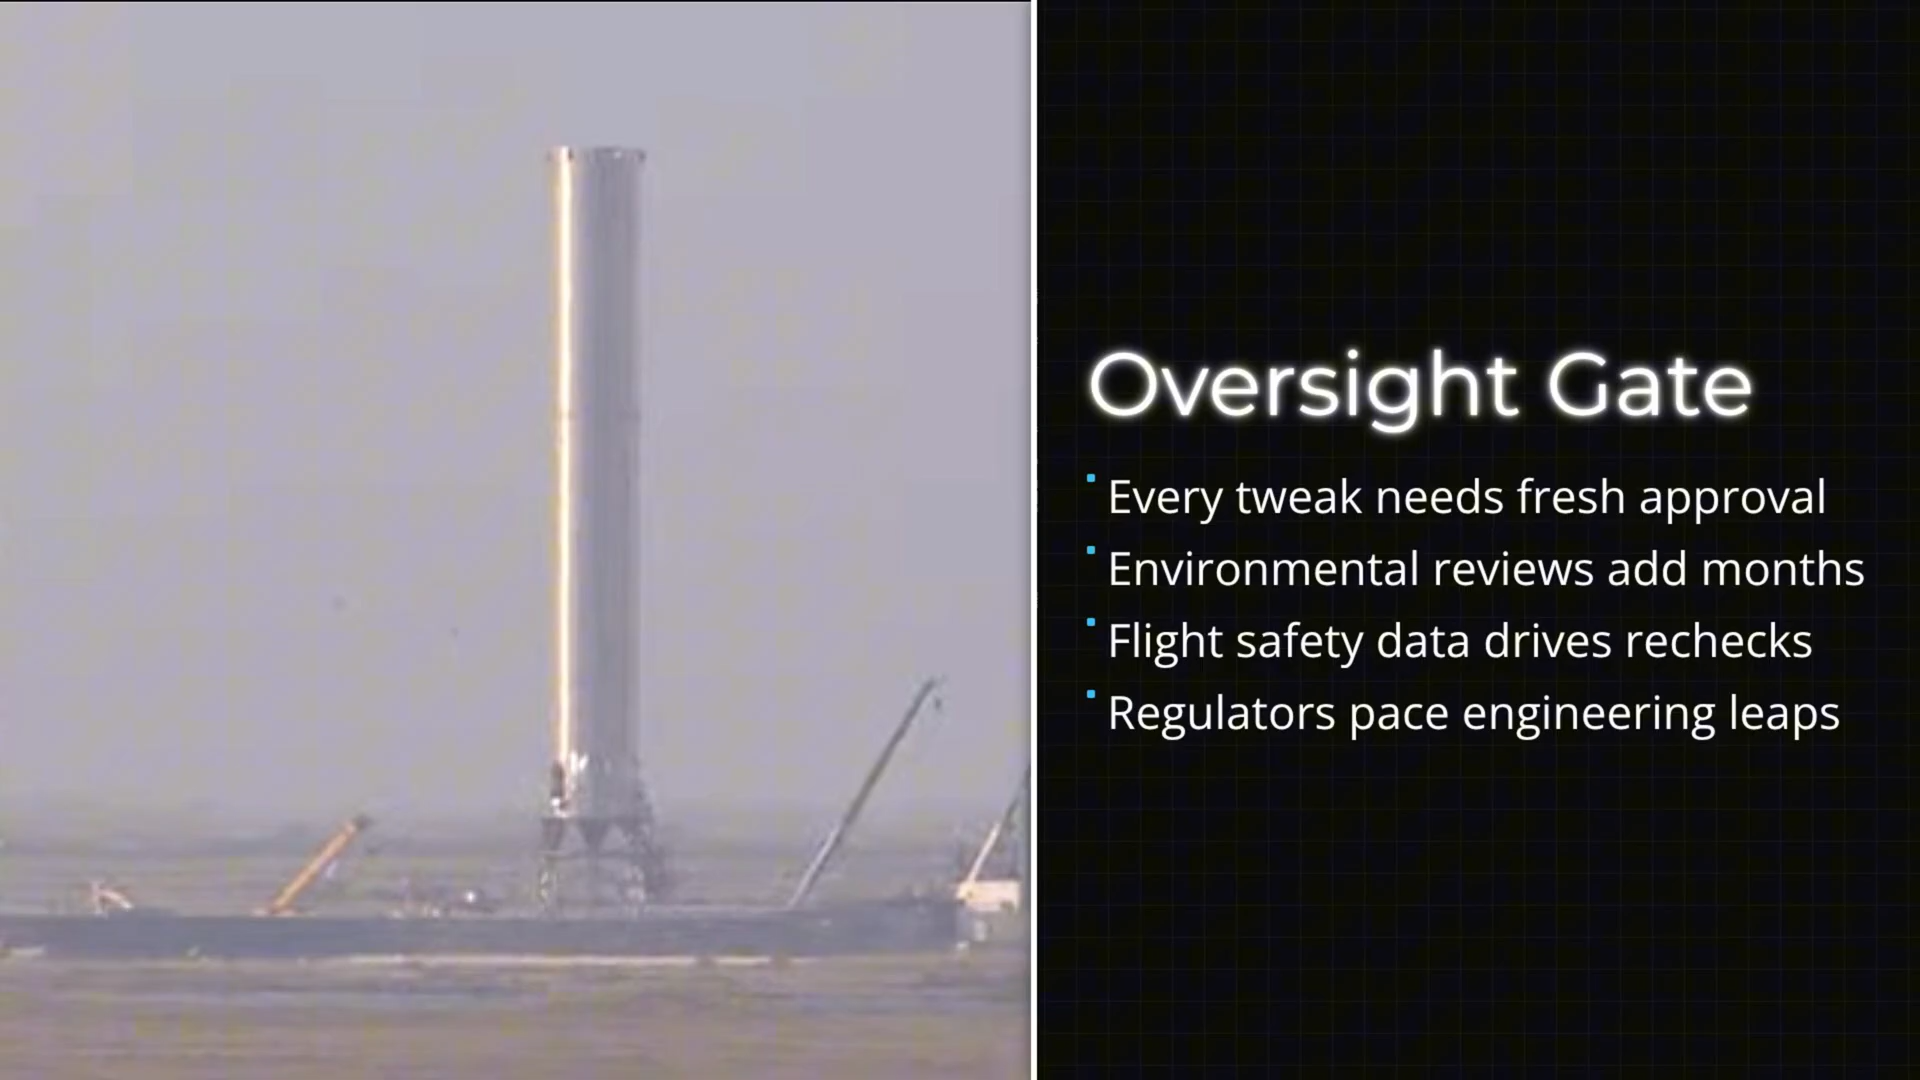 Oversight Gate
Every tweak needs fresh approval
Environmental reviews add months
Flight safety data drives rechecks
Regulators pace engineering leaps